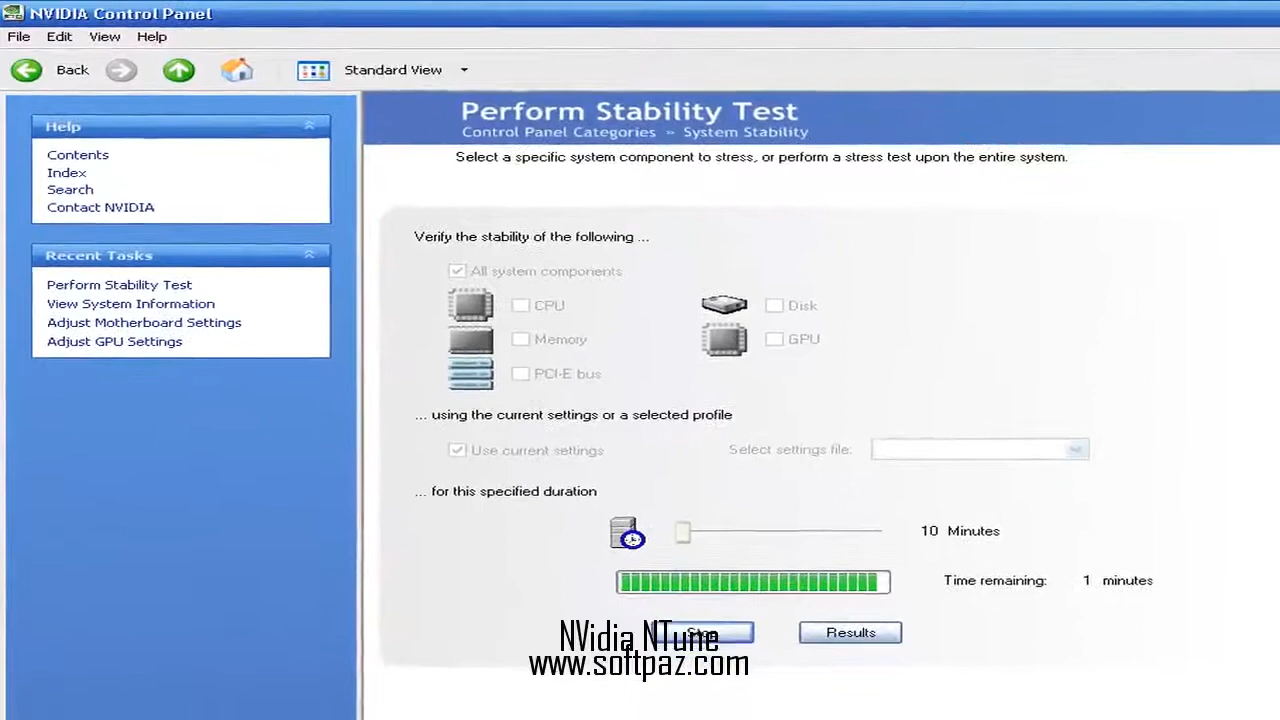 NVIDIA Control Panel
File Edit View Help
Back Standard View
Help
Contents
Index
Search
Contact NVIDIA
Recent Tasks
Perform Stability Test
View System Information
Adjust Motherboard Settings
Adjust GPU Settings
Perform Stability Test
Control Panel Categories » System Stability
Select a specific system component to stress, or perform a stress test upon the entire system.
Verify the stability of the following ...
All system components
CPU Disk
Memory GPU
PCI-E bus
... using the current settings or a selected profile
Use current settings Select settings file:
... for this specified duration
10 Minutes
Time remaining: 1 minutes
Stop Results
NVidia NTune
www.softpaz.com